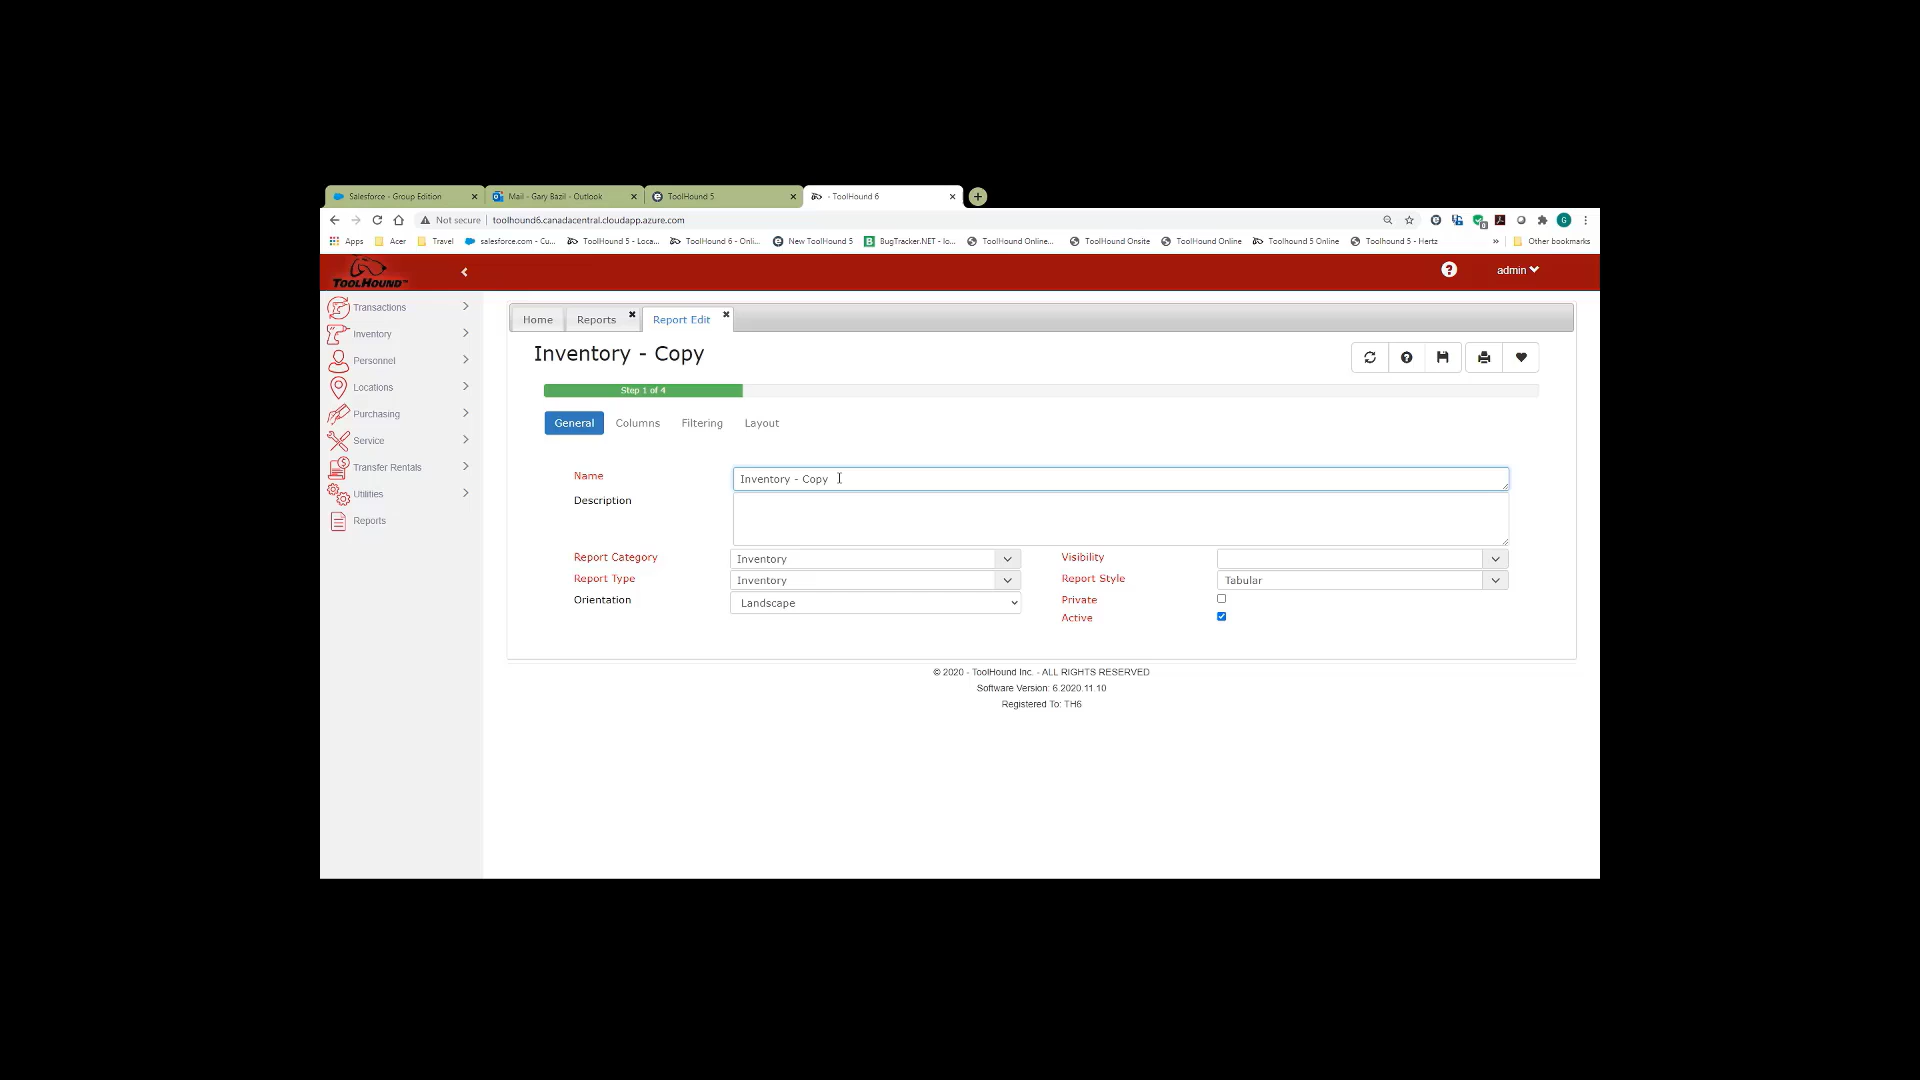 Salesforce - Group Edition
Mail - Gary Bazil - Outlook
ToolHound 5
- ToolHound 6
Not secure | toolhound6.canadacentral.cloudapp.azure.com
Apps Acer Travel salesforce.com - Cu... ToolHound 5 - Loca... ToolHound 6 - Onli... New ToolHound 5 BugTracker.NET - lo... ToolHound Online... ToolHound Onsite ToolHound Online ToolHound 5 Online Toolhound 5 - Hertz » Other bookmarks
TOOLHOUND™
admin
Transactions
Inventory
Personnel
Locations
Purchasing
Service
Transfer Rentals
Utilities
Reports
Home Reports Report Edit
Inventory - Copy
Step 1 of 4
General Columns Filtering Layout
Name Inventory - Copy
Description
Report Category Inventory Visibility
Report Type Inventory Report Style Tabular
Orientation Landscape Private
Active
© 2020 - ToolHound Inc. - ALL RIGHTS RESERVED
Software Version: 6.2020.11.10
Registered To: TH6